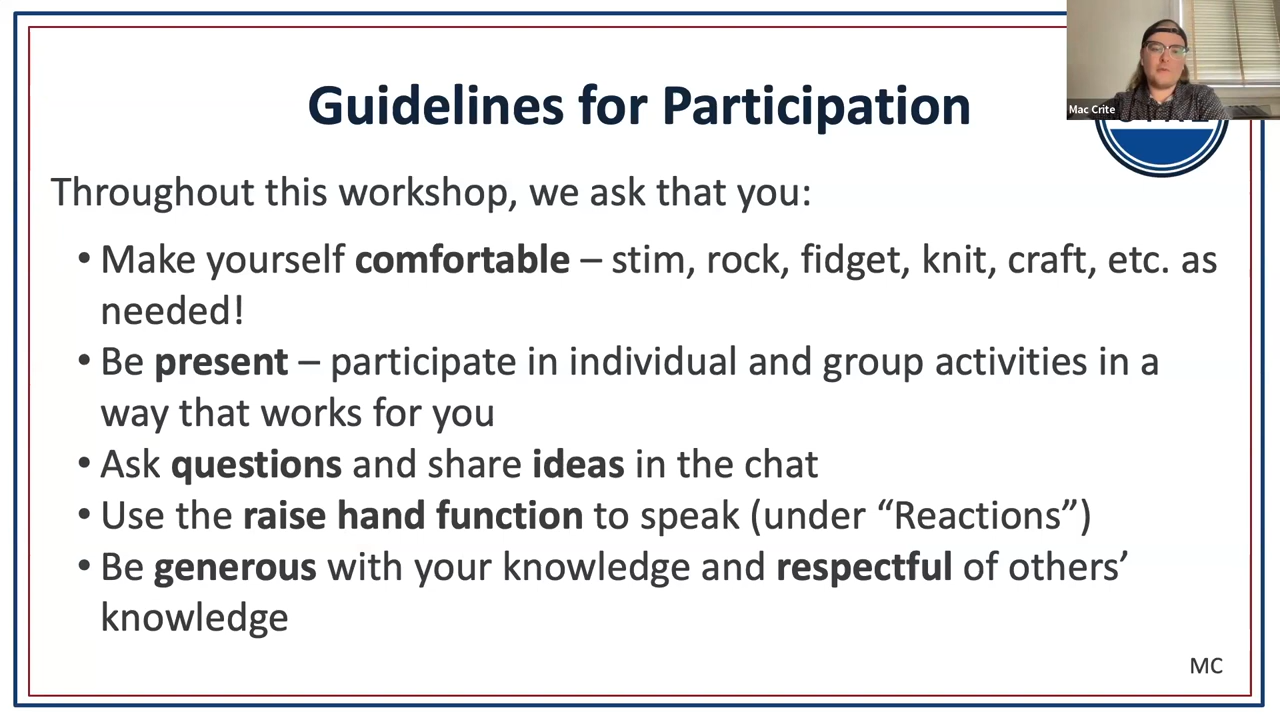 Guidelines for Participation
Mac Crite
Throughout this workshop, we ask that you:
• Make yourself comfortable – stim, rock, fidget, knit, craft, etc. as
needed!
• Be present – participate in individual and group activities in a
way that works for you
• Ask questions and share ideas in the chat
• Use the raise hand function to speak (under “Reactions”)
• Be generous with your knowledge and respectful of others’
knowledge
MC